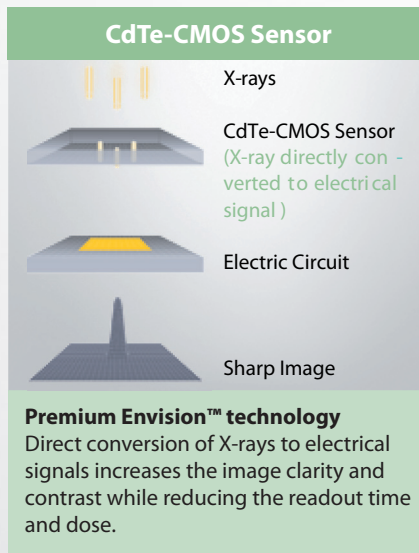 CdTe-CMOS Sensor
X-rays
CdTe-CMOS Sensor
(X-ray directly con -
verted to electrical
signal )
Electric Circuit
Sharp Image
Premium Envision™ technology
Direct conversion of X-rays to electrical
signals increases the image clarity and
contrast while reducing the readout time
and dose.